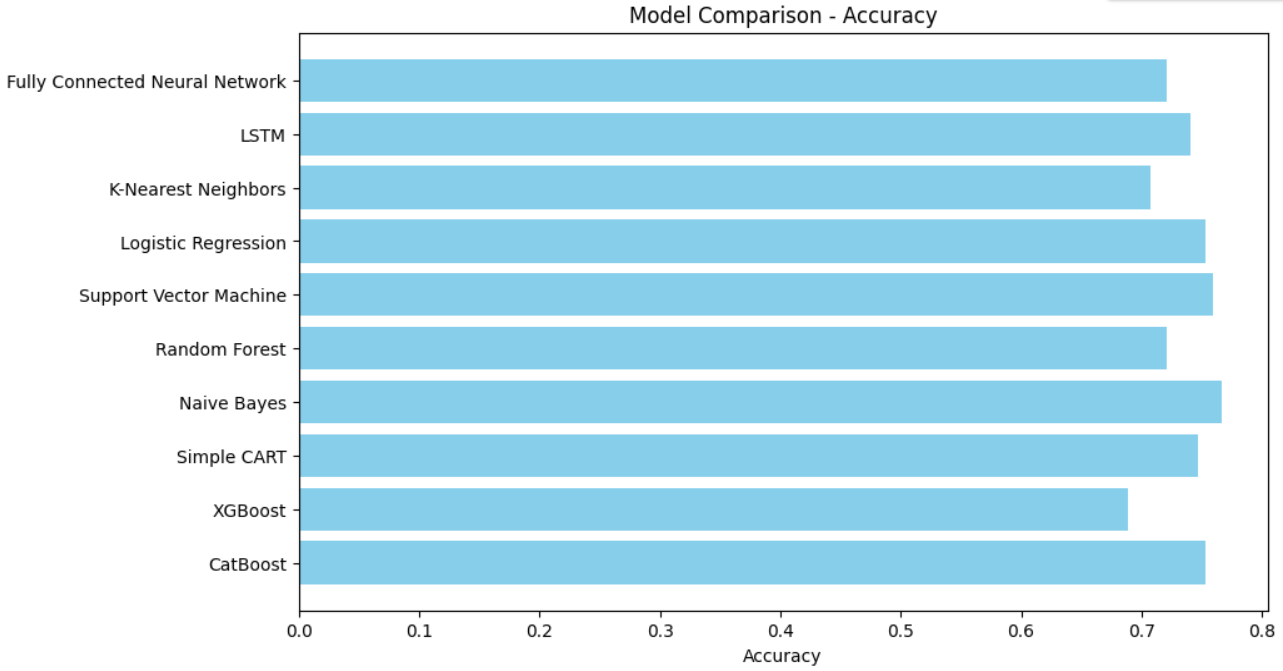 Model Comparison - Accuracy
Fully Connected Neural Network
LSTM
K-Nearest Neighbors
Logistic Regression
Support Vector Machine
Random Forest
Naive Bayes
Simple CART
XGBoost
CatBoost
0.0 0.1 0.2 0.3 0.4 0.5 0.6 0.7 0.8
Accuracy